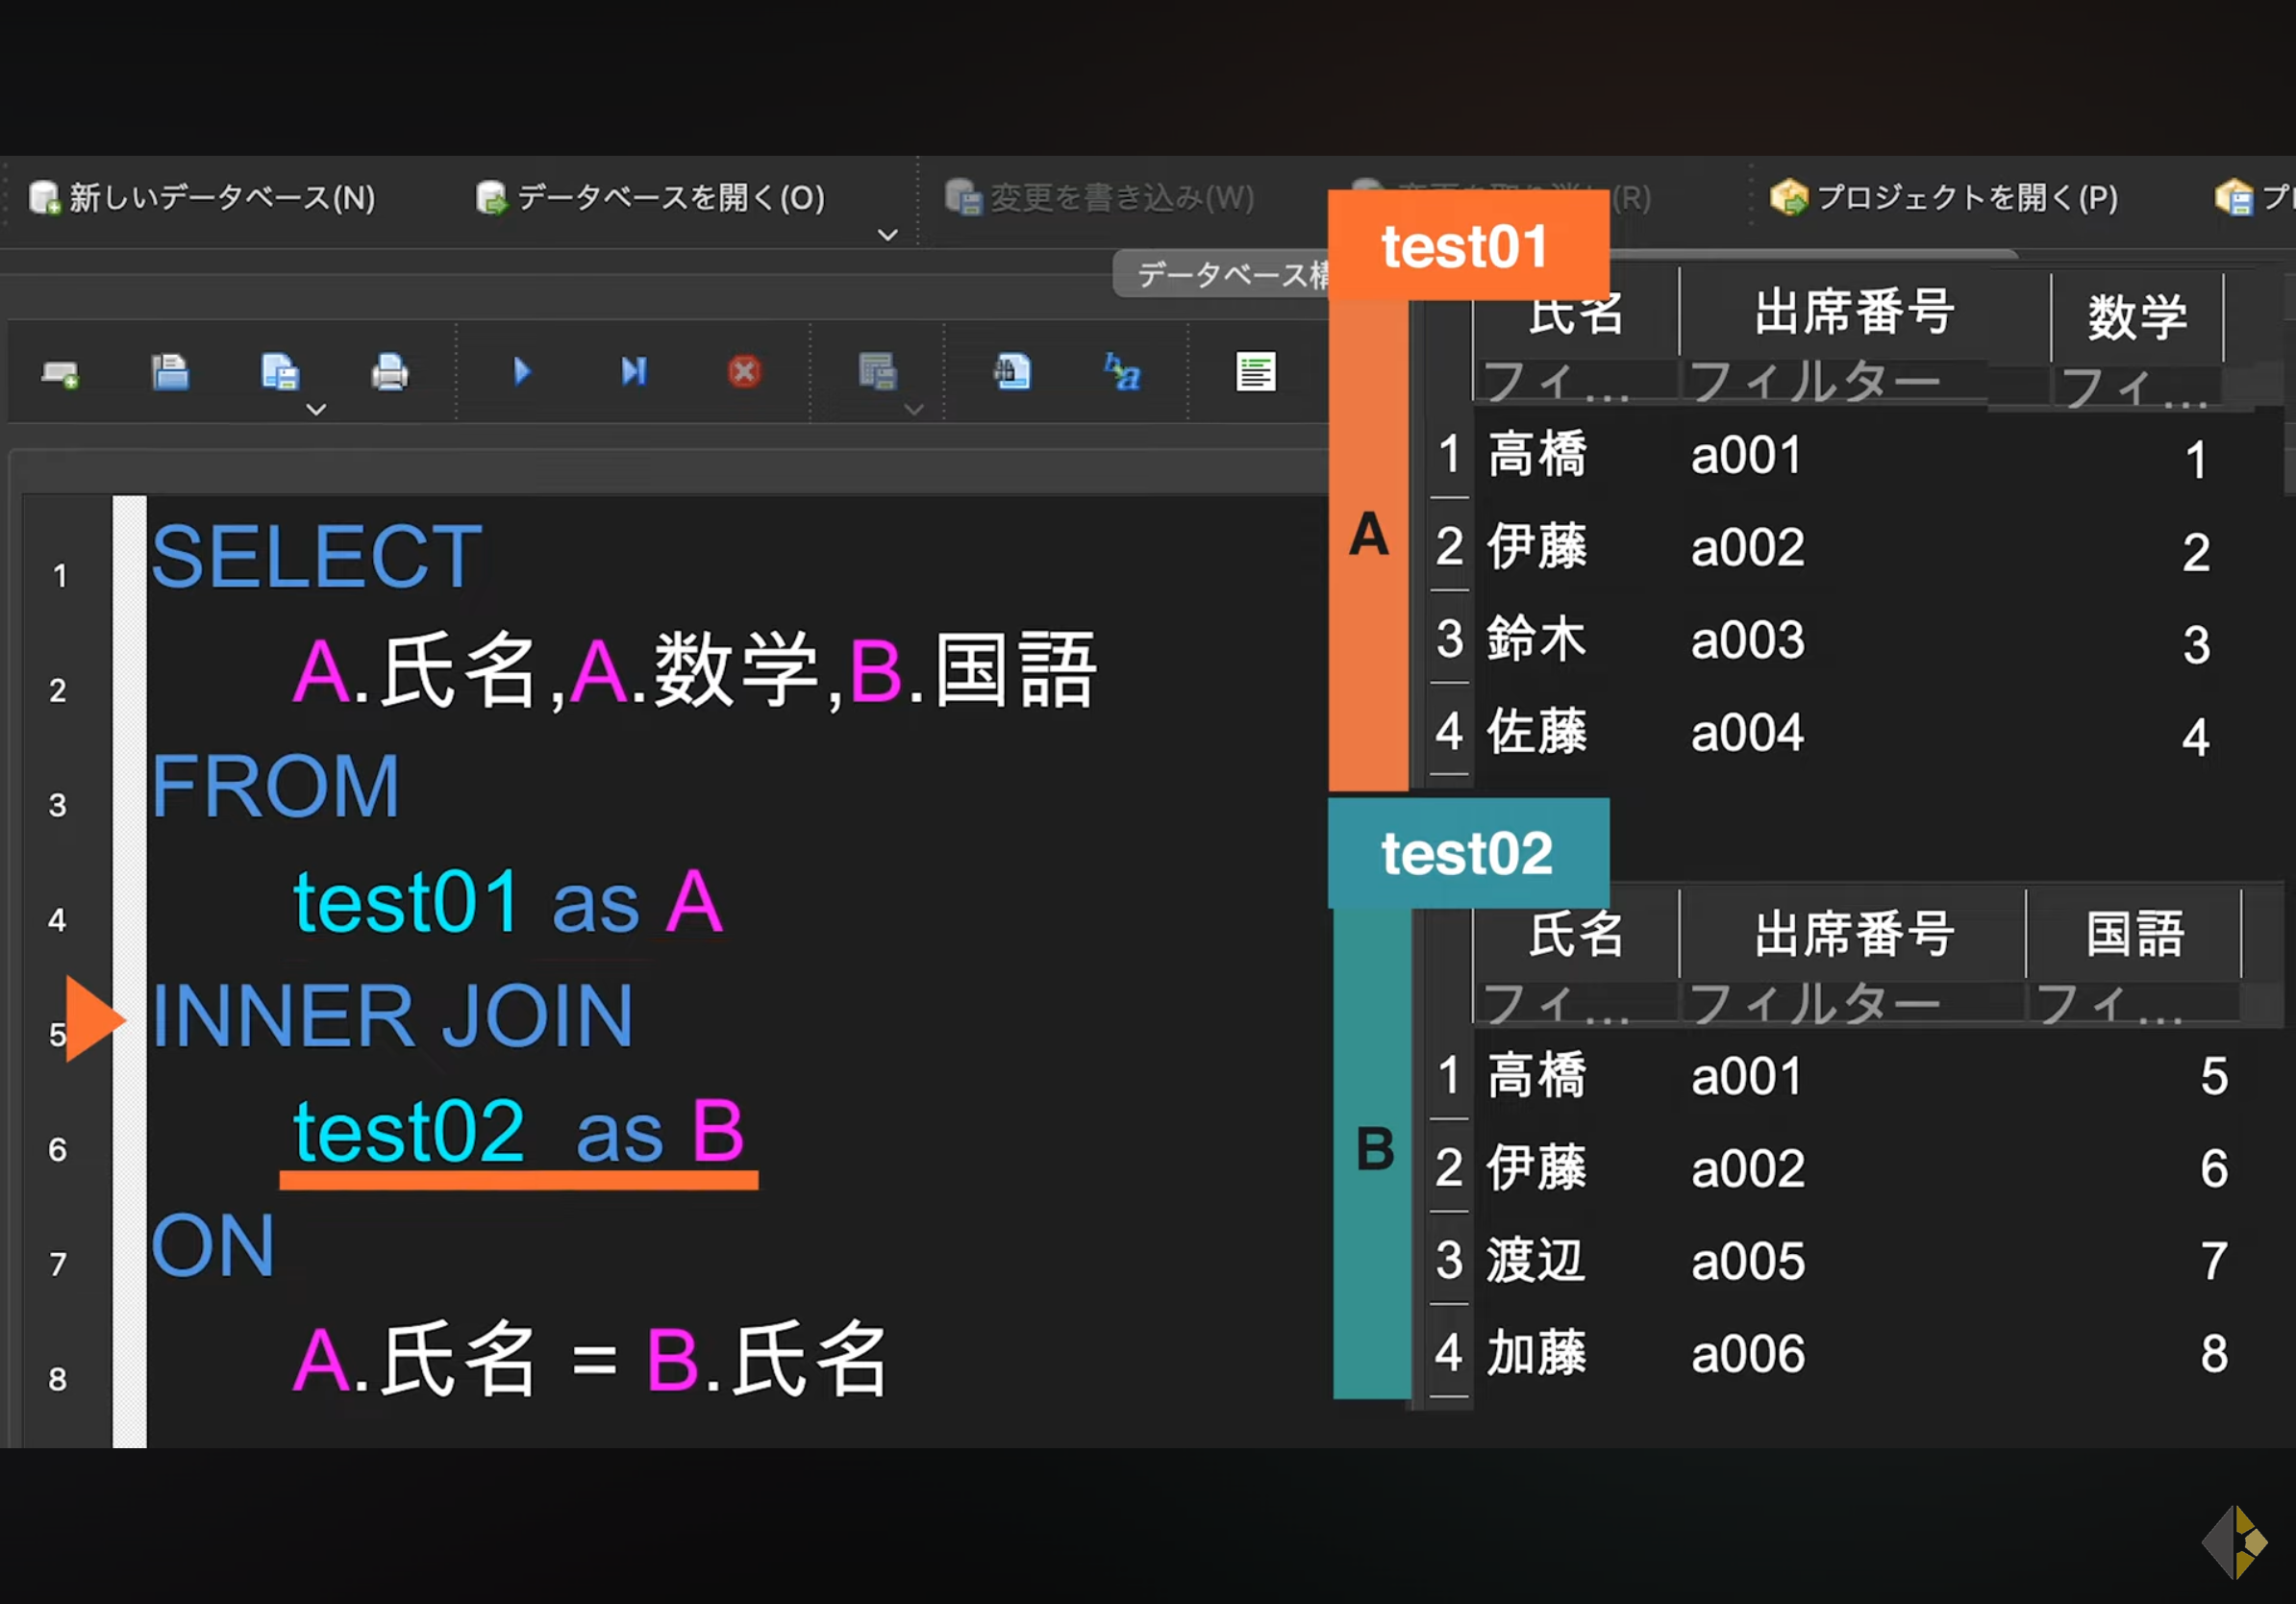 新しいデータベース(N) データベースを開く(O) 変更を書き込み(W) (R) プロジェクトを開く(P)
データベース
1 SELECT
2 A.氏名,A.数学,B.国語
3 FROM
4 test01 as A
5 INNER JOIN
6 test02 as B
7 ON
8 A.氏名 = B.氏名
test01
A
氏名 出席番号 数学
フィ... フィルター フィ...
1 高橋 a001 1
2 伊藤 a002 2
3 鈴木 a003 3
4 佐藤 a004 4
test02
B
氏名 出席番号 国語
フィ... フィルター フィ...
1 高橋 a001 5
2 伊藤 a002 6
3 渡辺 a005 7
4 加藤 a006 8